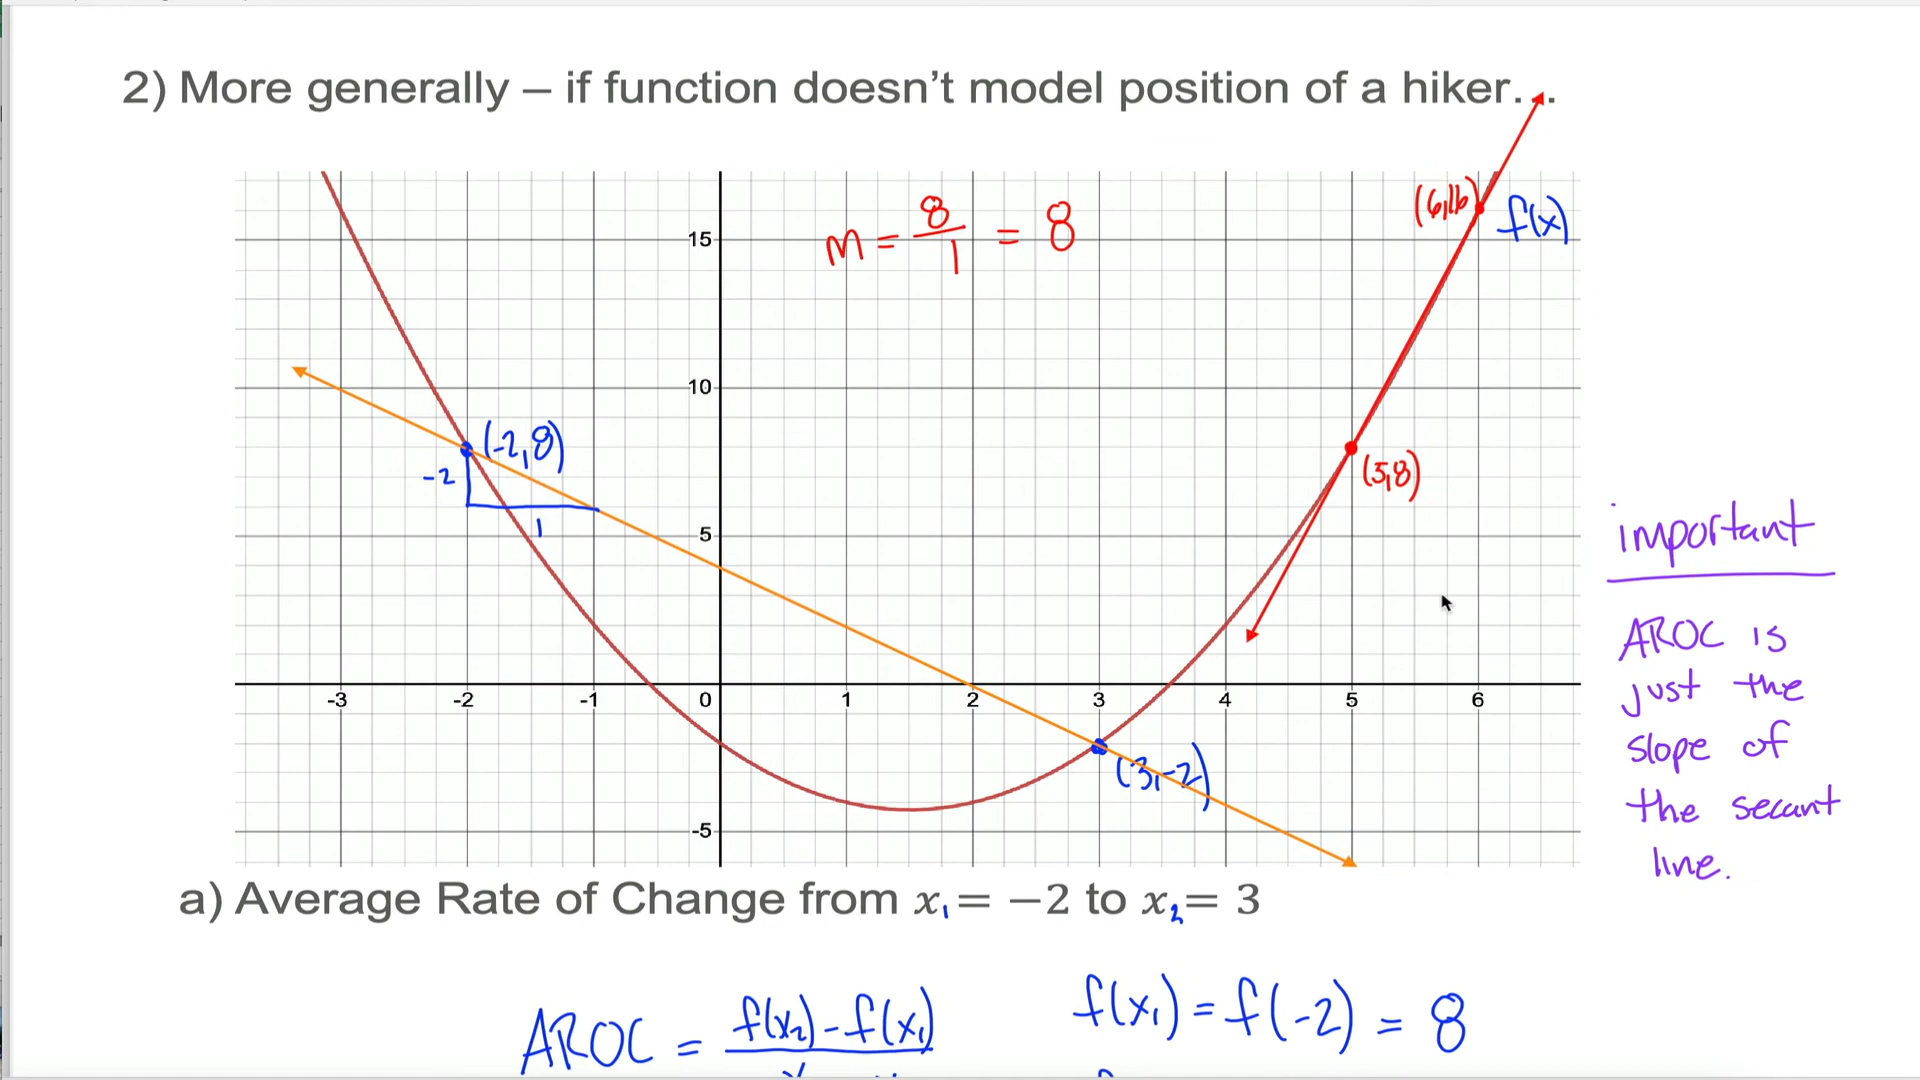 2) More generally – if function doesn't model position of a hiker...
m = 8/1 = 8
(6,16)
f(x)
15
10
(-2,8)
-2
1
(5,8)
5
-3 -2 -1 0 1 2 3 4 5 6
(3,-2)
-5
important
AROC is
just the
slope of
the secant
line.
a) Average Rate of Change from x₁ = −2 to x₂ = 3
AROC = f(x₂) - f(x₁)
f(x₁) = f(-2) = 8